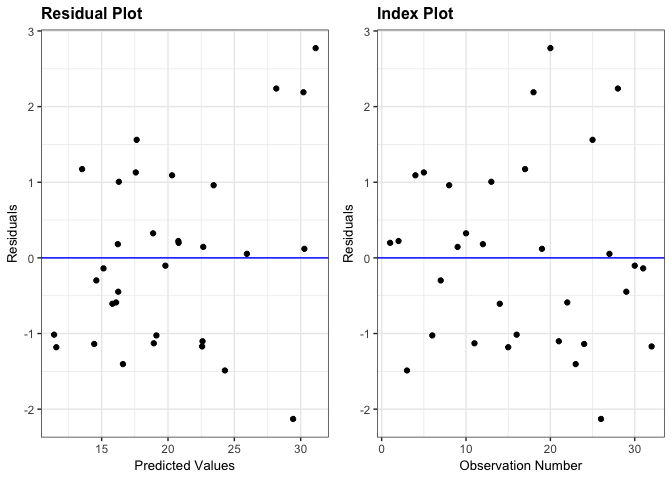 Residual Plot
3
2
1
0
-1
-2
Residuals
15 20 25 30
Predicted Values
Index Plot
3
2
1
0
-1
-2
Residuals
0 10 20 30
Observation Number